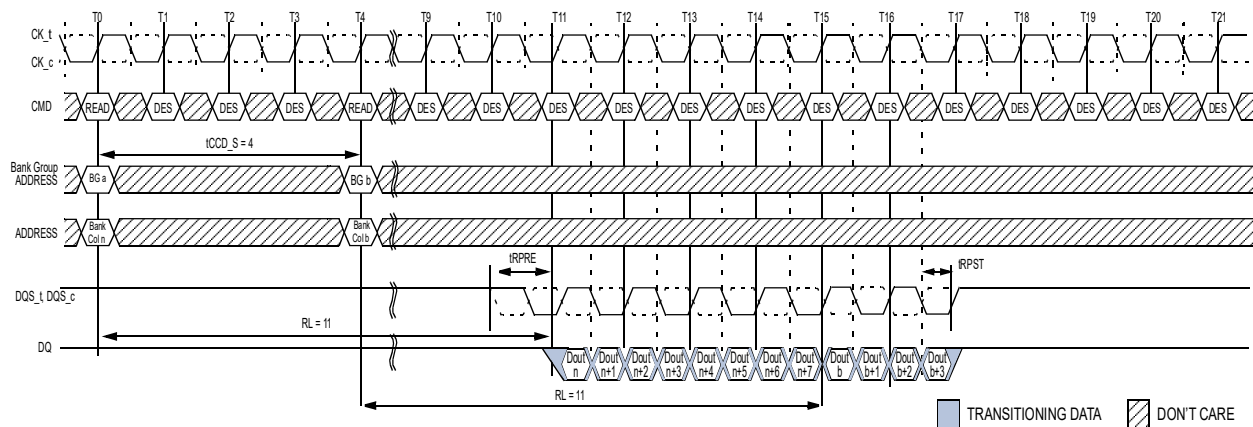 T0 T1 T2 T3 T4 T9 T10 T11 T12 T13 T14 T15 T16 T17 T18 T19 T20 T21
CK_t
CK_c
CMD READ DES DES DES READ DES DES DES DES DES DES DES DES DES DES DES DES DES
tCCD_S = 4
Bank Group
ADDRESS
BG a BG b
ADDRESS
Bank
Col n
Bank
Col b
tRPRE tRPST
DQS_t, DQS_c
RL = 11
DQ
Dout
n
Dout
n+1
Dout
n+2
Dout
n+3
Dout
n+4
Dout
n+5
Dout
n+6
Dout
n+7
Dout
b
Dout
b+1
Dout
b+2
Dout
b+3
RL = 11
TRANSITIONING DATA DON'T CARE